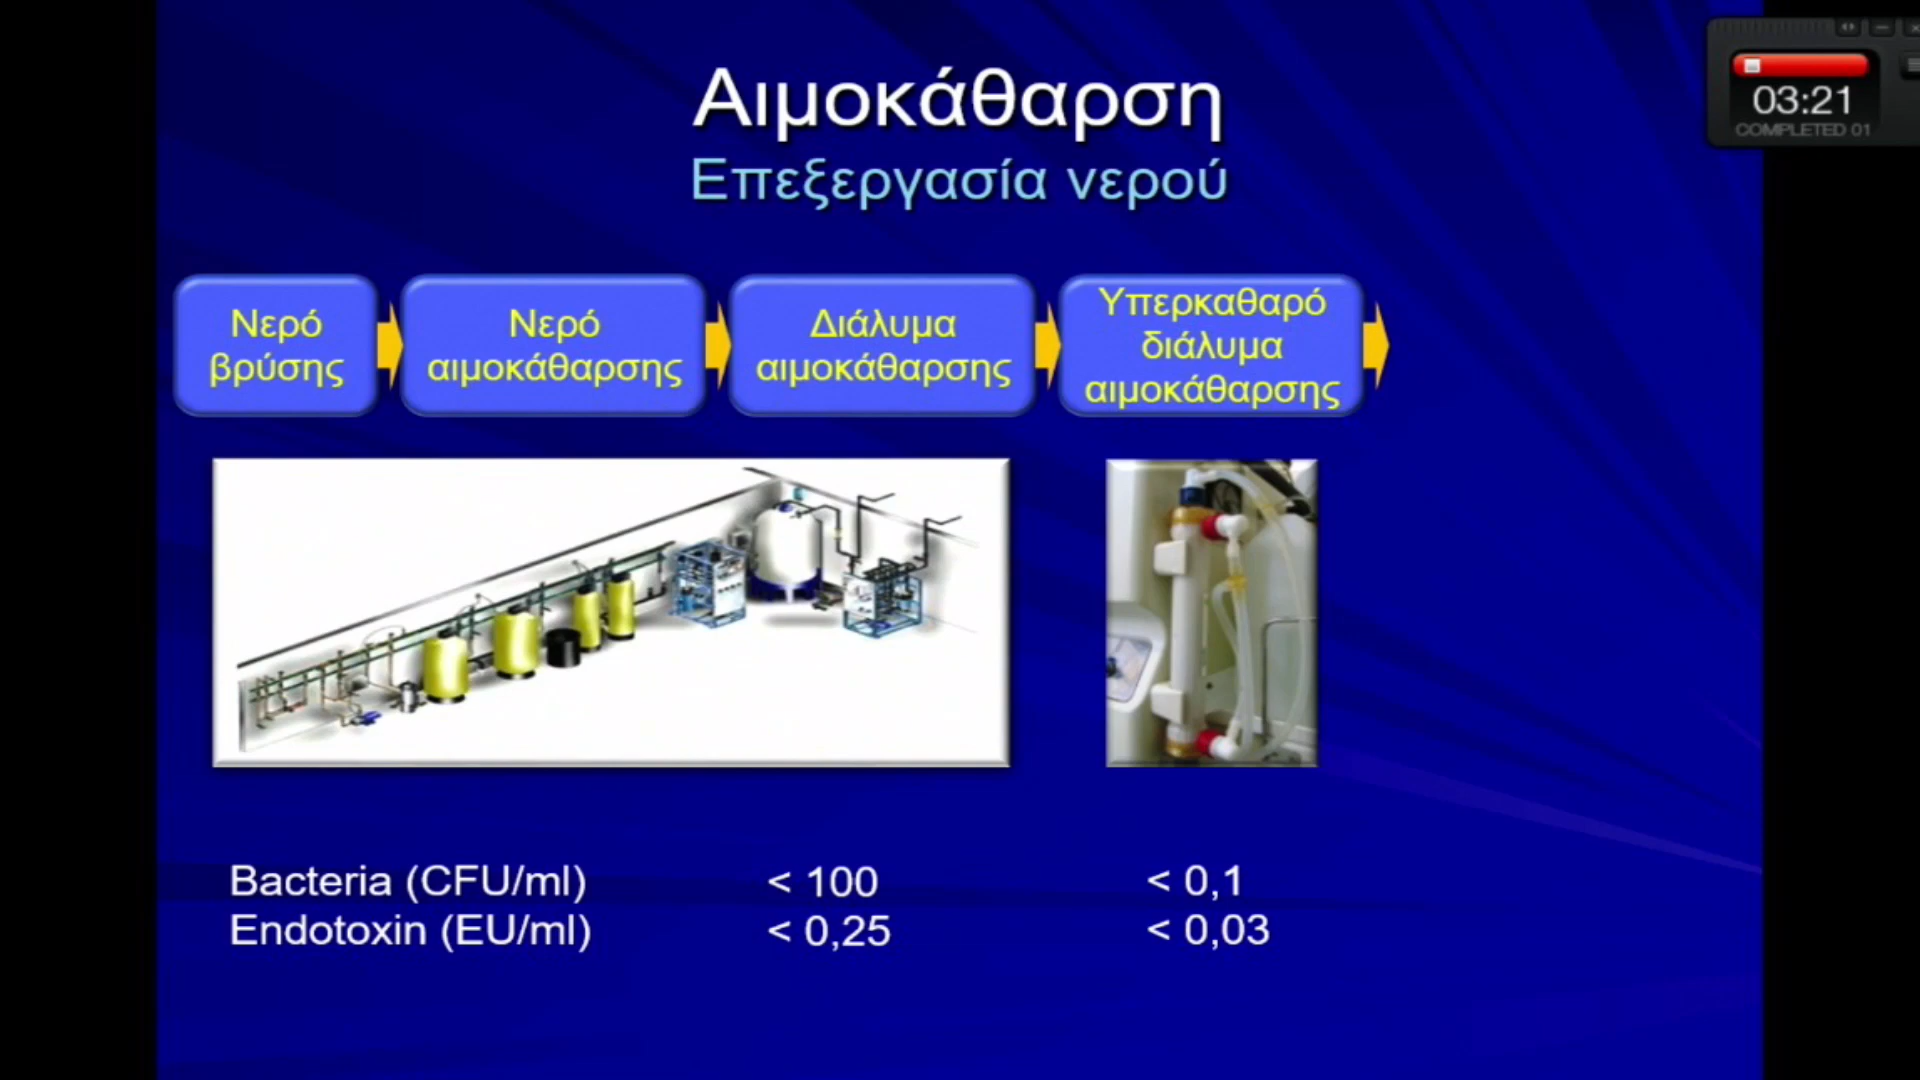 Αιμοκάθαρση
Επεξεργασία νερού
Νερό
βρύσης
Νερό
αιμοκάθαρσης
Διάλυμα
αιμοκάθαρσης
Υπερκαθαρό
διάλυμα
αιμοκάθαρσης
Bacteria (CFU/ml) < 100 < 0,1
Endotoxin (EU/ml) < 0,25 < 0,03
03:21
COMPLETED 01